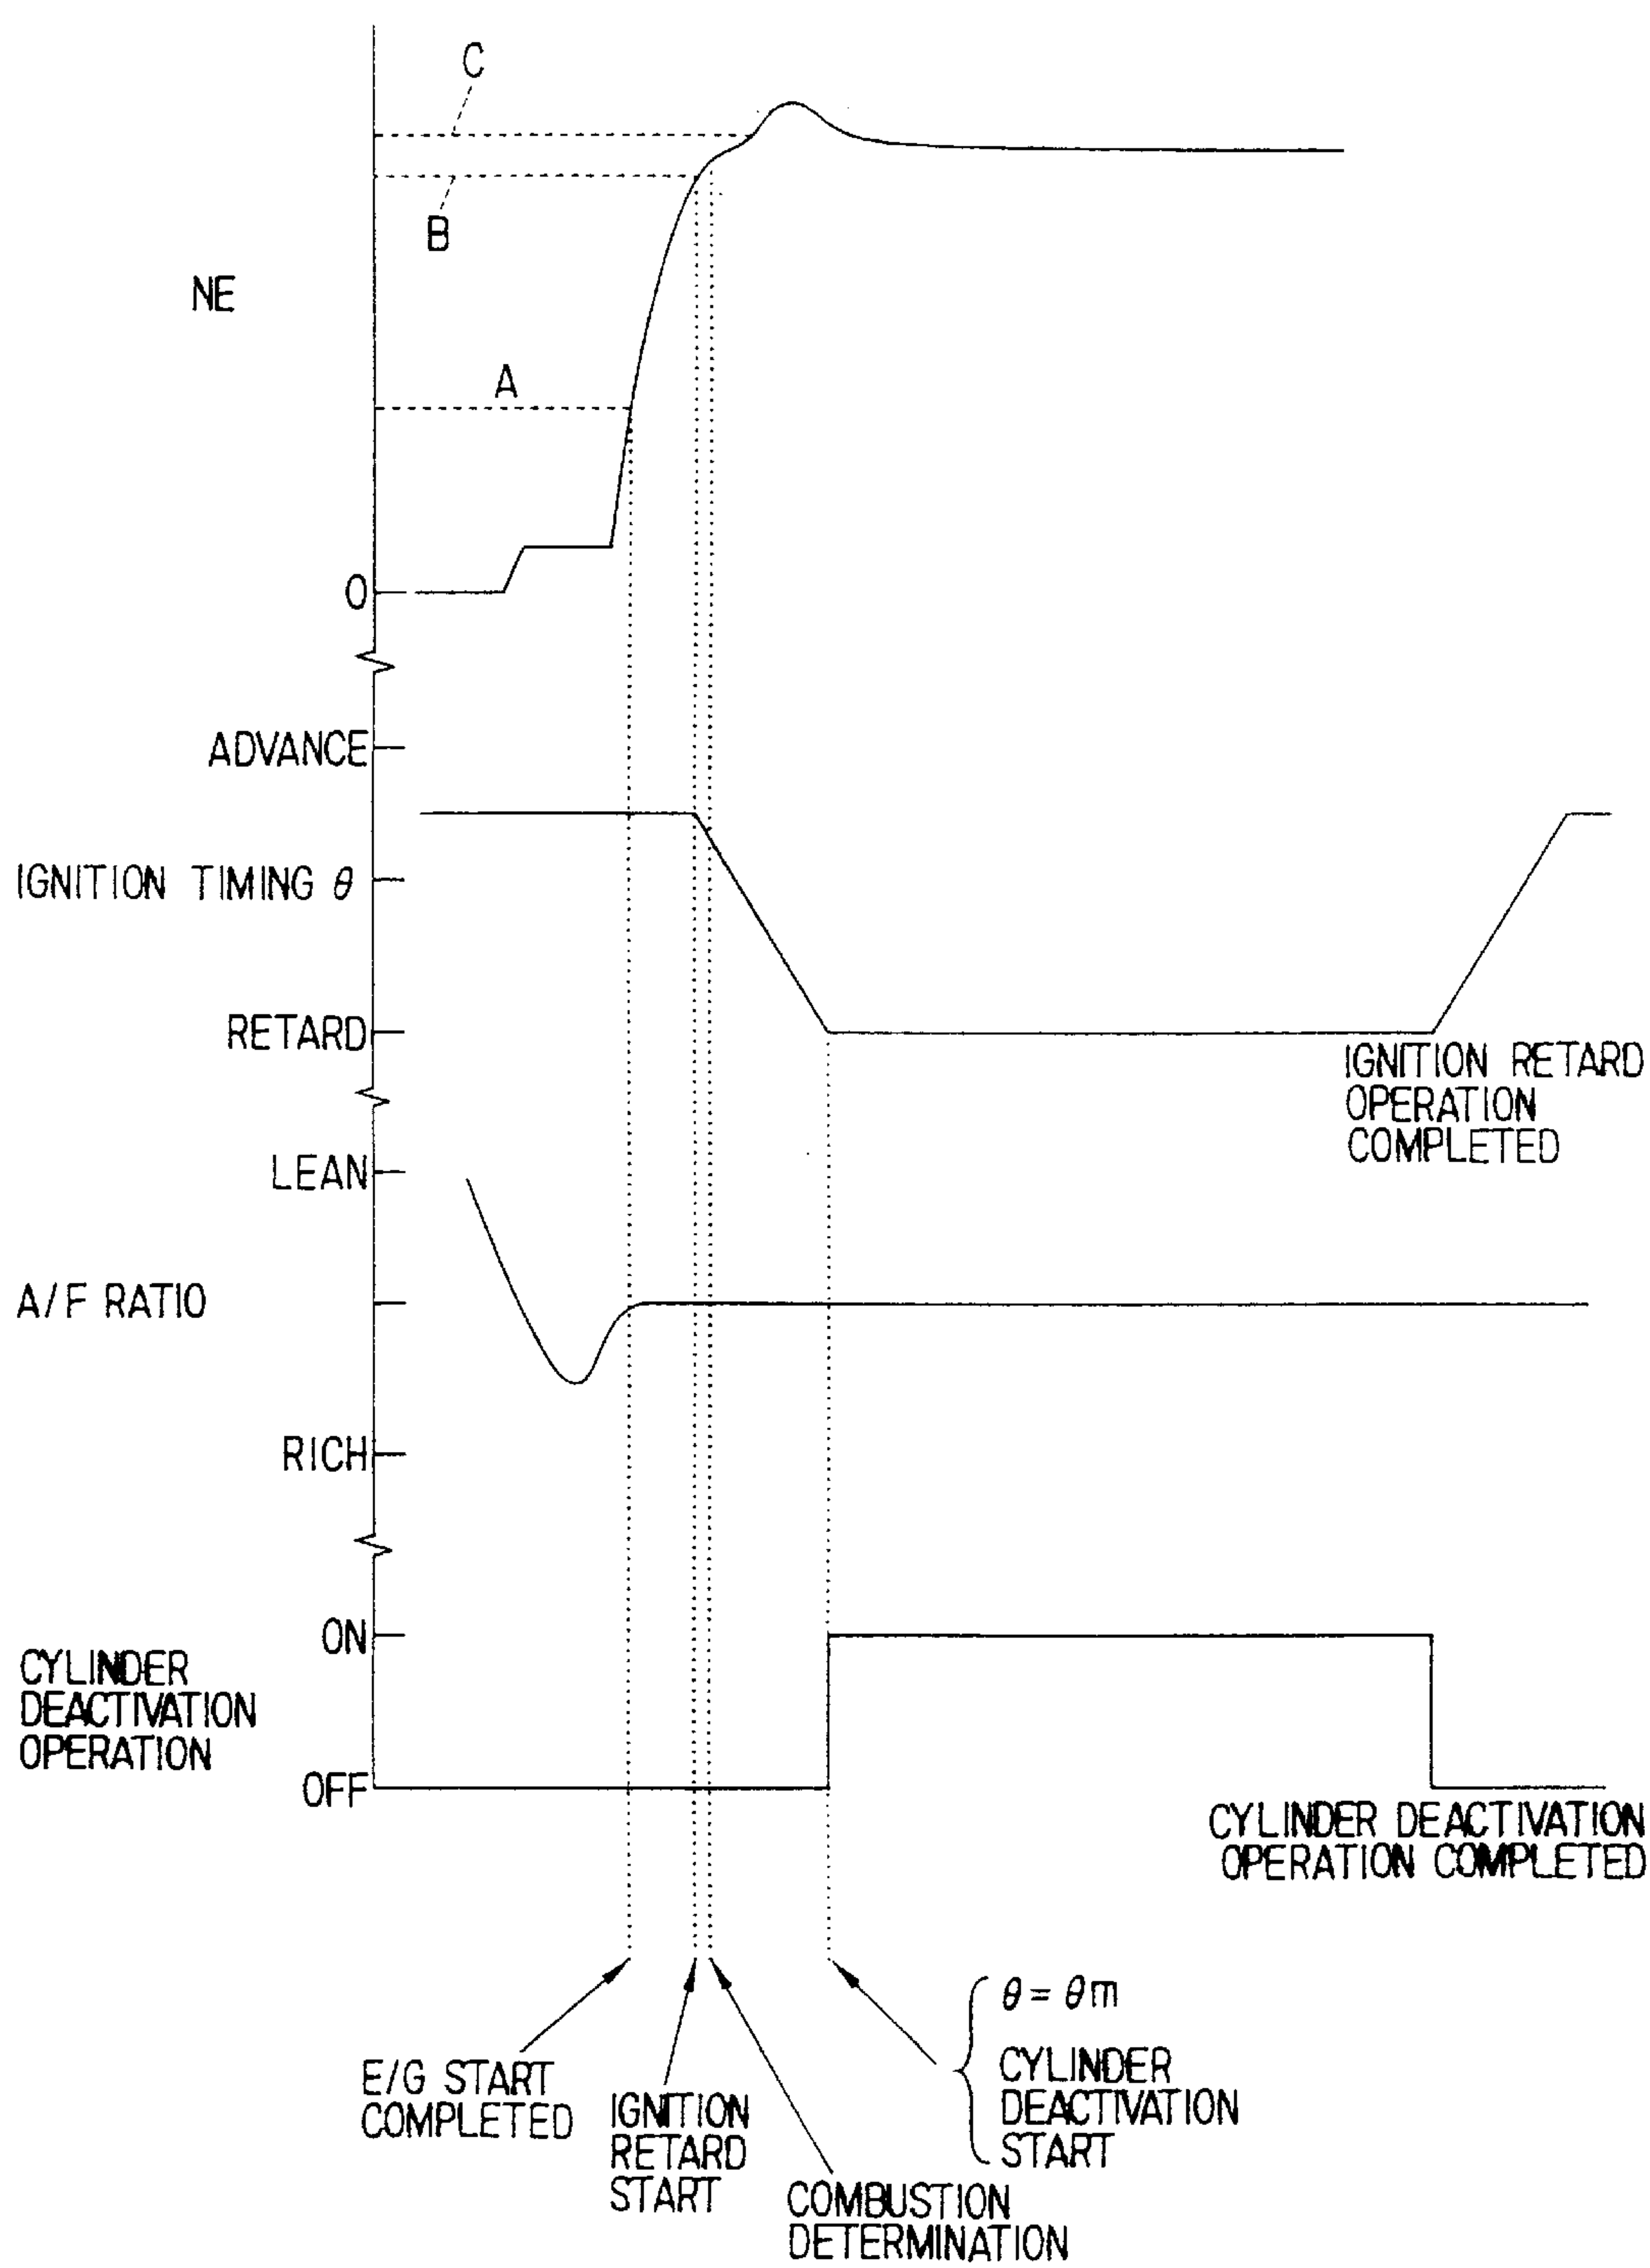 C
B
NE
A
0
ADVANCE
IGNITION TIMING θ
RETARD
IGNITION RETARD
OPERATION
COMPLETED
LEAN
A/F RATIO
RICH
ON
CYLINDER
DEACTIVATION
OPERATION
OFF
CYLINDER DEACTIVATION
OPERATION COMPLETED
E/G START
COMPLETED
IGNITION
RETARD
START
COMBUSTION
DETERMINATION
θ = θm
CYLINDER
DEACTIVATION
START